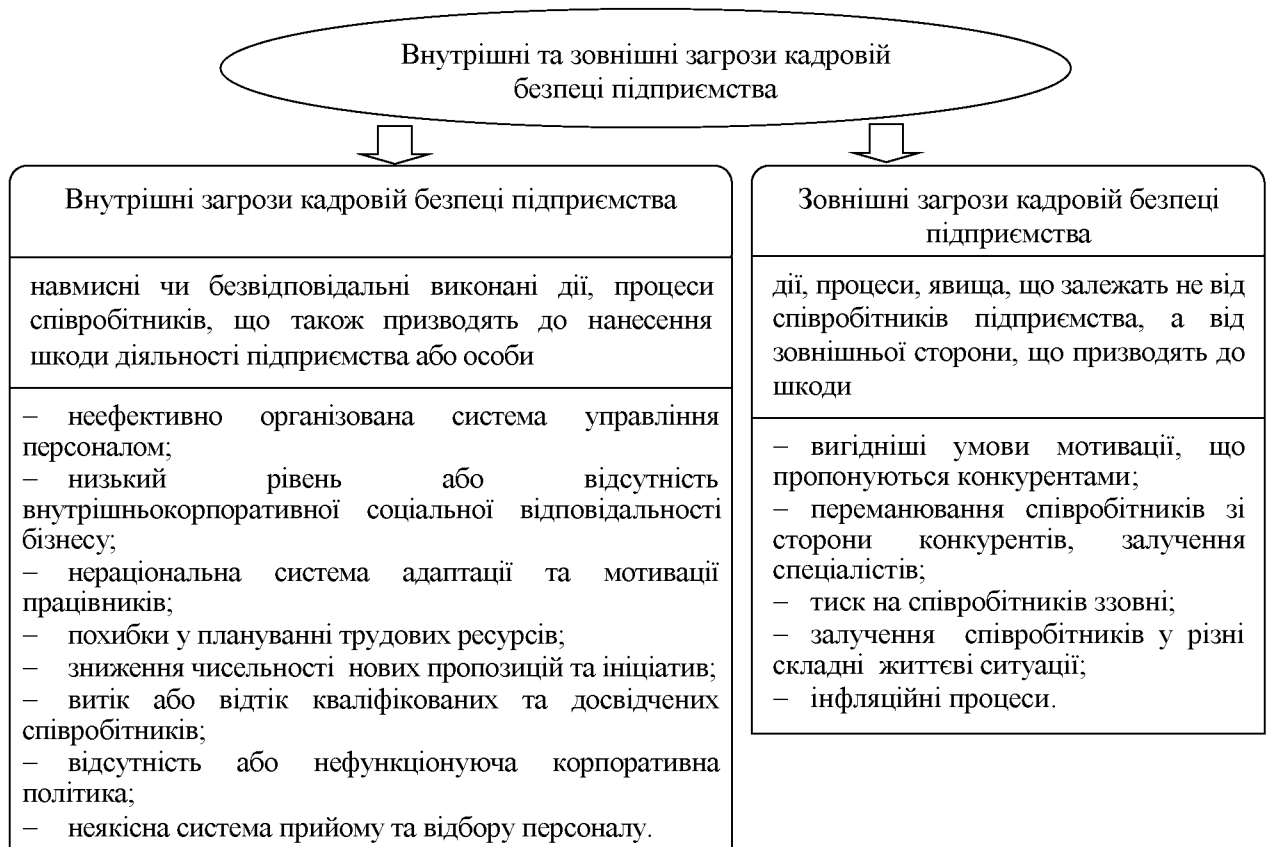 Внутрішні та зовнішні загрози кадровій
безпеці підприємства
Внутрішні загрози кадровій безпеці підприємства
навмисні чи безвідповідальні виконані дії, процеси
співробітників, що також призводять до нанесення
шкоди діяльності підприємства або особи
– неефективно організована система управління
персоналом;
– низький рівень або відсутність
внутрішньокорпоративної соціальної відповідальності
бізнесу;
– нераціональна система адаптації та мотивації
працівників;
– похибки у плануванні трудових ресурсів;
– зниження чисельності нових пропозицій та ініціатив;
– витік або відтік кваліфікованих та досвідчених
співробітників;
– відсутність або нефункціонуюча корпоративна
політика;
– неякісна система прийому та відбору персоналу.
Зовнішні загрози кадровій безпеці
підприємства
дії, процеси, явища, що залежать не від
співробітників підприємства, а від
зовнішньої сторони, що призводять до
шкоди
– вигідніші умови мотивації, що
пропонуються конкурентами;
– переманювання співробітників зі
сторони конкурентів, залучення
спеціалістів;
– тиск на співробітників ззовні;
– залучення співробітників у різні
складні життєві ситуації;
– інфляційні процеси.